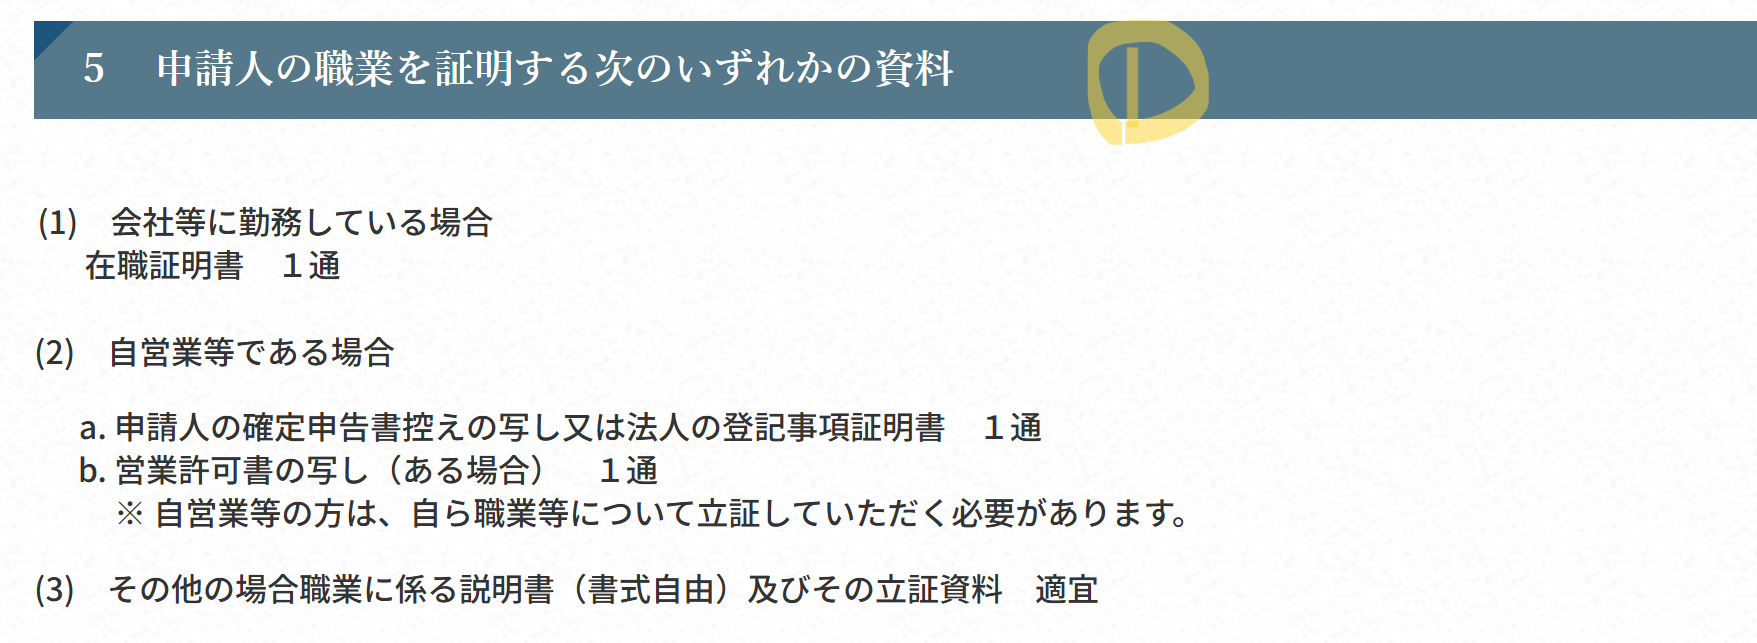 5　申請人の職業を証明する次のいずれかの資料
(1)　会社等に勤務している場合
在職証明書　１通
(2)　自営業等である場合
a. 申請人の確定申告書控えの写し又は法人の登記事項証明書　１通
b. 営業許可書の写し（ある場合）　１通
※ 自営業等の方は、自ら職業等について立証していただく必要があります。
(3)　その他の場合職業に係る説明書（書式自由）及びその立証資料　適宜